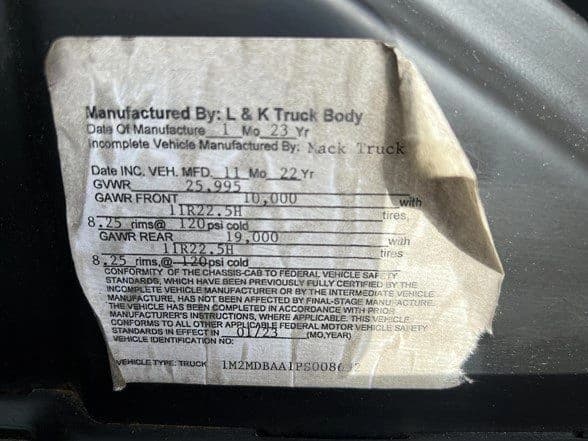 Manufactured By: L & K Truck Body
Date Of Manufacture 1 Mo 23 Yr
Incomplete Vehicle Manufactured By: Mack Truck
Date INC. VEH. MFD. 11 Mo 22 Yr
GVWR 25,995
GAWR FRONT 10,000 with
11R22.5H tires,
8.25 rims@ 120 psi cold
GAWR REAR 19,000 with
11R22.5H tires
8.25 rims,@ 120 psi cold
CONFORMITY OF THE CHASSIS-CAB TO FEDERAL VEHICLE SAFETY
STANDARDS, WHICH HAVE BEEN PREVIOUSLY FULLY CERTIFIED BY THE
INCOMPLETE VEHICLE MANUFACTURER OR BY THE INTERMEDIATE VEHICLE
MANUFACTURE, HAS NOT BEEN AFFECTED BY FINAL-STAGE MANUFACTURE.
THE VEHICLE HAS BEEN COMPLETED IN ACCORDANCE WITH PRIOR
MANUFACTURER'S INSTRUCTIONS, WHERE APPLICABLE. THIS VEHICLE
CONFORMS TO ALL OTHER APPLICABLE FEDERAL MOTOR VEHICLE SAFETY
STANDARDS IN EFFECT IN 01/23 (MO,YEAR)
VEHICLE IDENTIFICATION NO:
VEHICLE TYPE: TRUCK